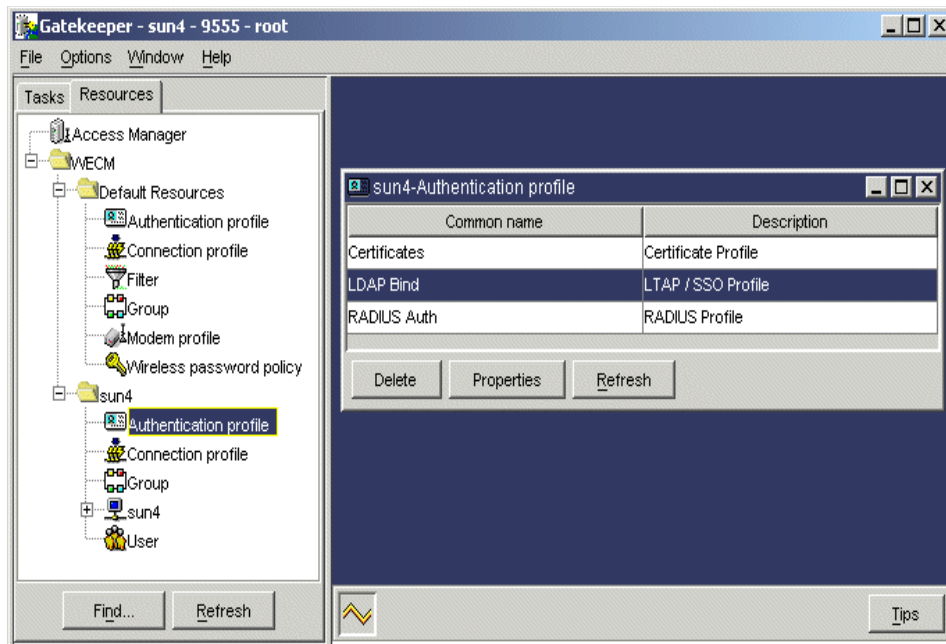 Gatekeeper - sun4 - 9555 - root
File Options Window Help
Tasks Resources
Access Manager
WECM
Default Resources
Authentication profile
Connection profile
Filter
Group
Modem profile
Wireless password policy
sun4
Authentication profile
Connection profile
Group
sun4
User
Find... Refresh
sun4-Authentication profile
Common name Description
Certificates Certificate Profile
LDAP Bind LTAP / SSO Profile
RADIUS Auth RADIUS Profile
Delete Properties Refresh
Tips